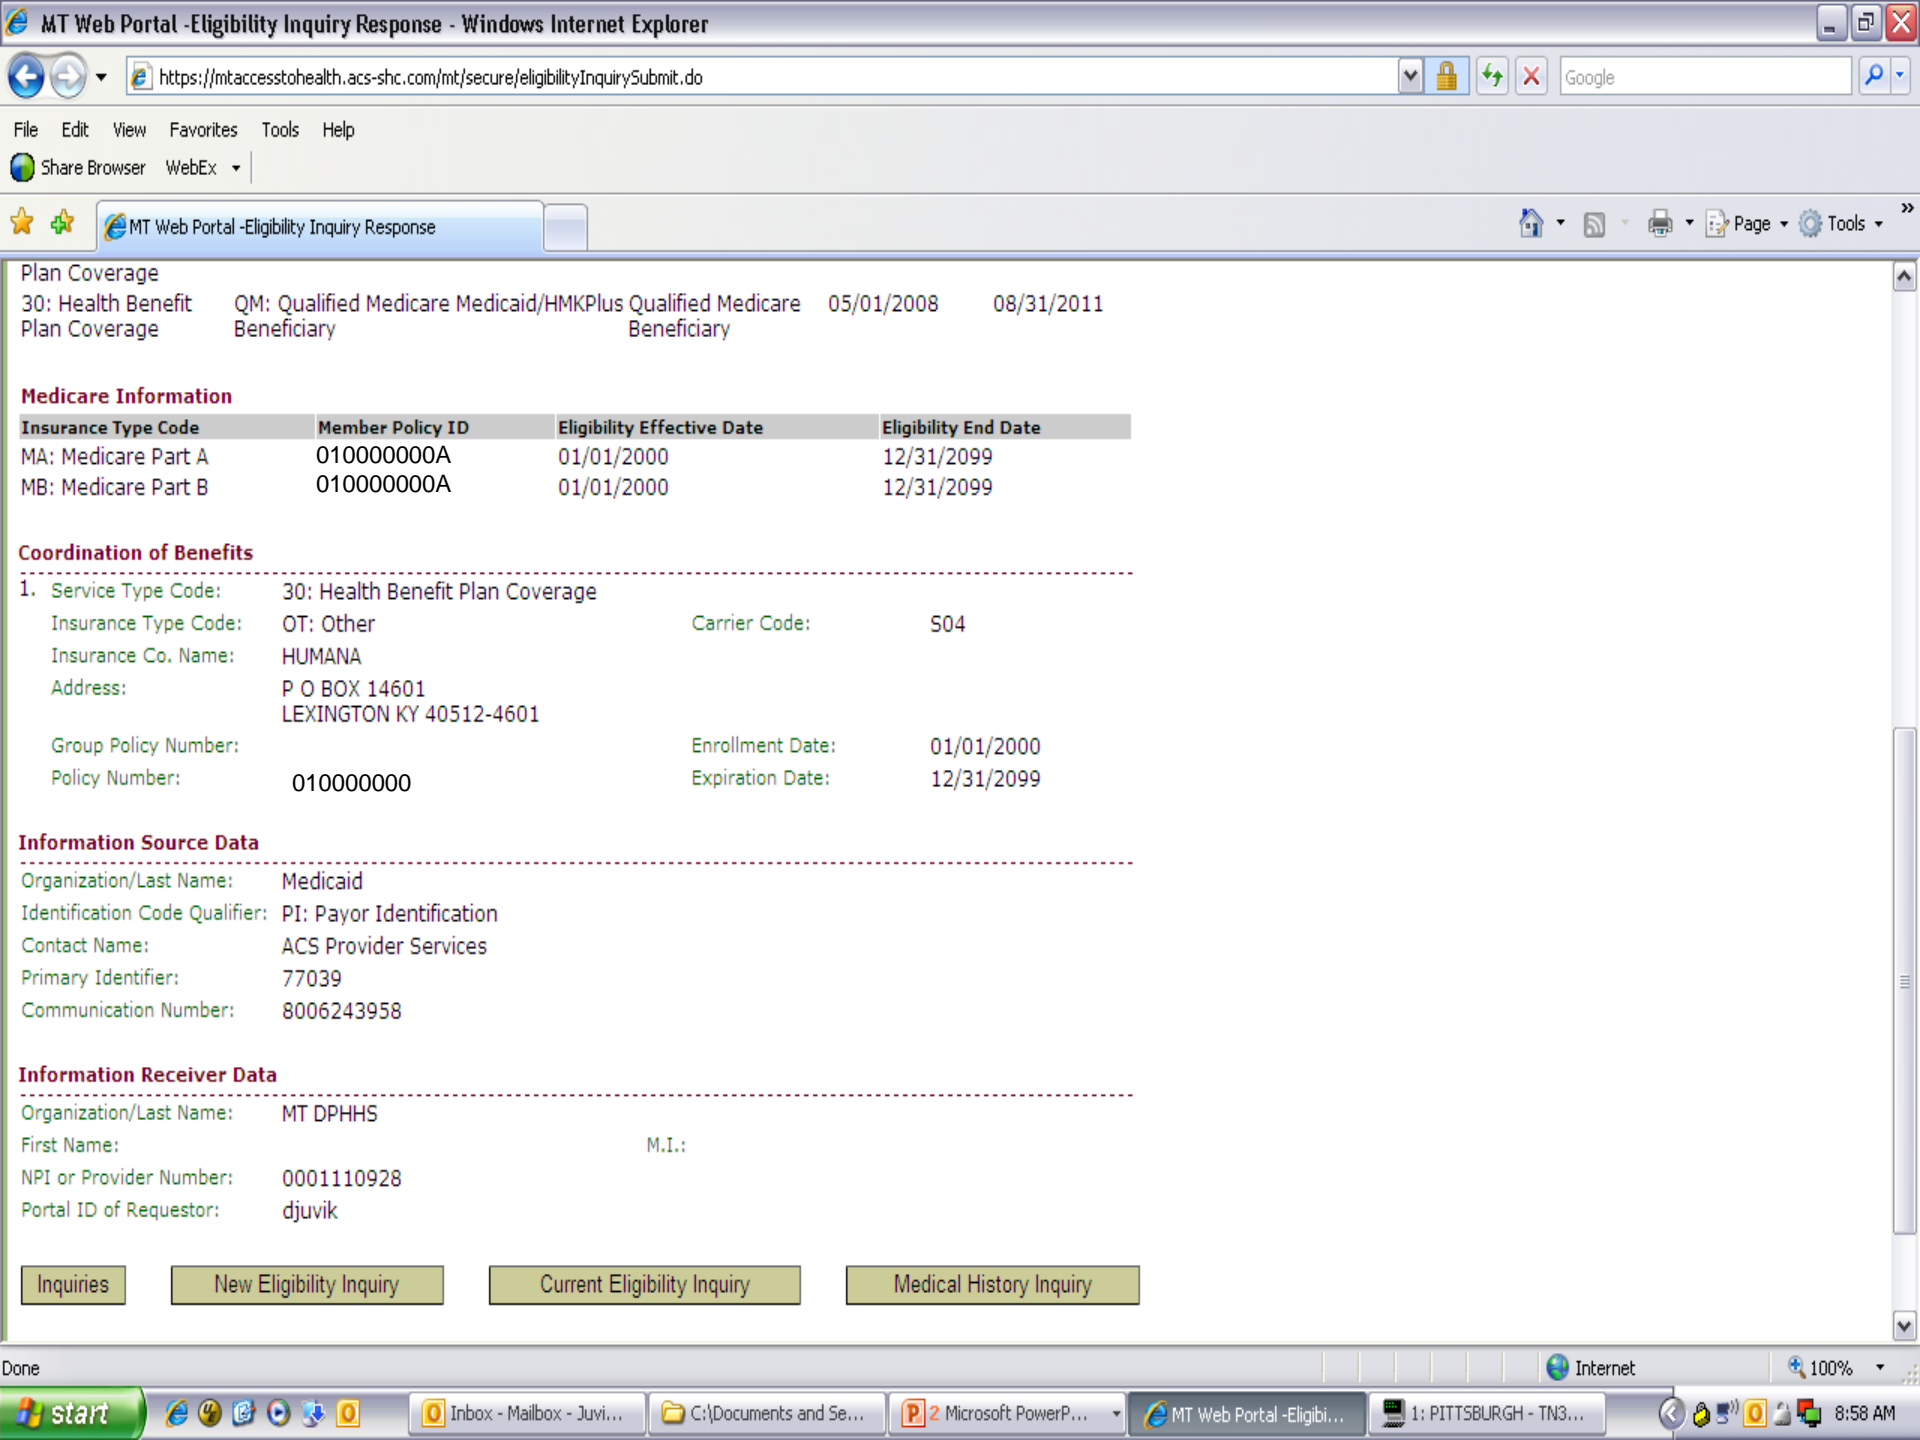 MT Web Portal -Eligibility Inquiry Response - Windows Internet Explorer
https://mtaccesstohealth.acs-shc.com/mt/secure/eligibilityInquirySubmit.do
Google
File Edit View Favorites Tools Help
Share Browser WebEx
MT Web Portal -Eligibility Inquiry Response
Page Tools »
Plan Coverage
30: Health Benefit QM: Qualified Medicare Medicaid/HMKPlus Qualified Medicare 05/01/2008 08/31/2011
Plan Coverage Beneficiary Beneficiary
Medicare Information
Insurance Type Code Member Policy ID Eligibility Effective Date Eligibility End Date
MA: Medicare Part A 010000000A 01/01/2000 12/31/2099
MB: Medicare Part B 010000000A 01/01/2000 12/31/2099
Coordination of Benefits
1. Service Type Code: 30: Health Benefit Plan Coverage
Insurance Type Code: OT: Other Carrier Code: S04
Insurance Co. Name: HUMANA
Address: P O BOX 14601
LEXINGTON KY 40512-4601
Group Policy Number: Enrollment Date: 01/01/2000
Policy Number: 010000000 Expiration Date: 12/31/2099
Information Source Data
Organization/Last Name: Medicaid
Identification Code Qualifier: PI: Payor Identification
Contact Name: ACS Provider Services
Primary Identifier: 77039
Communication Number: 8006243958
Information Receiver Data
Organization/Last Name: MT DPHHS
First Name: M.I.:
NPI or Provider Number: 0001110928
Portal ID of Requestor: djuvik
Inquiries New Eligibility Inquiry Current Eligibility Inquiry Medical History Inquiry
Done Internet 100%
start Inbox - Mailbox - Juvi... C:\Documents and Se... 2 Microsoft PowerP... MT Web Portal -Eligibi... 1: PITTSBURGH - TN3... 8:58 AM